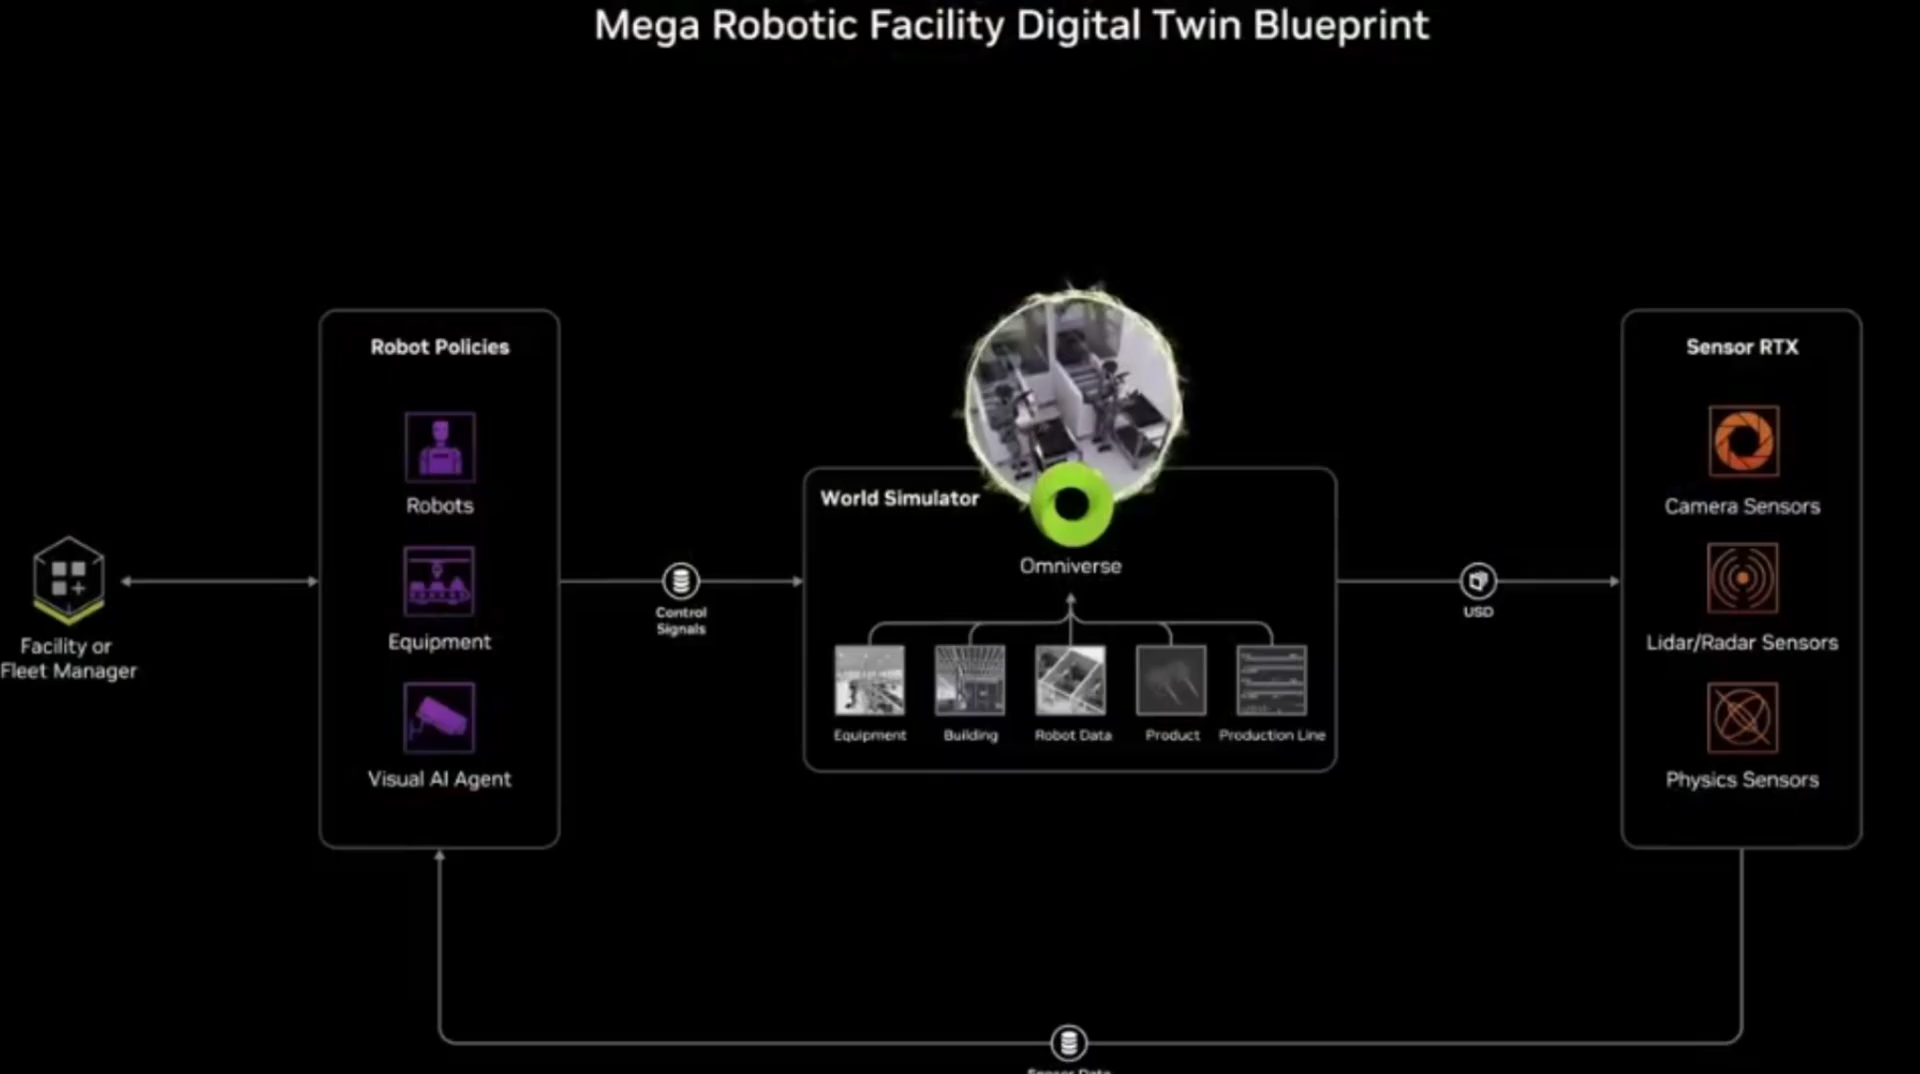 Mega Robotic Facility Digital Twin Blueprint
Facility or
Fleet Manager
Robot Policies
Robots
Equipment
Visual AI Agent
Control
Signals
World Simulator
Omniverse
Equipment
Building
Robot Data
Product
Production Line
USD
Sensor RTX
Camera Sensors
Lidar/Radar Sensors
Physics Sensors
Sensor Data